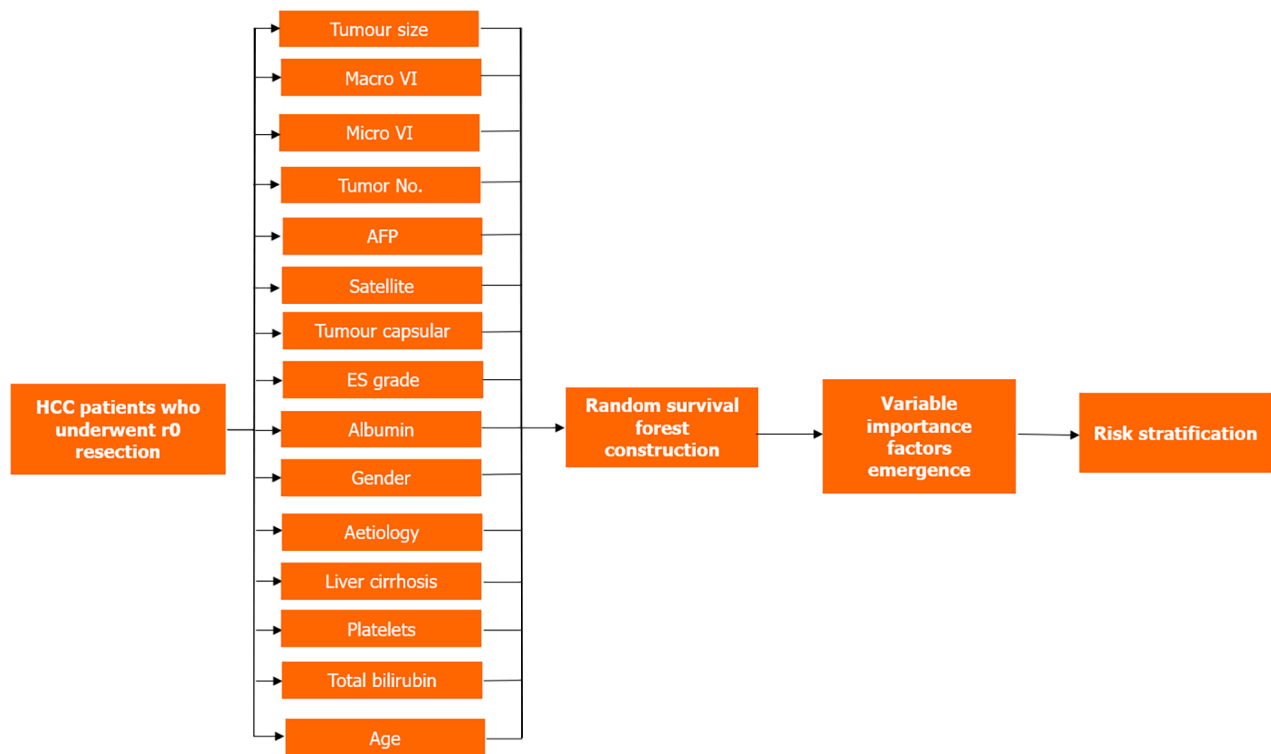 Tumour size
Macro VI
Micro VI
Tumor No.
AFP
Satellite
Tumour capsular
ES grade
HCC patients who
underwent r0
resection
Albumin
Gender
Aetiology
Liver cirrhosis
Platelets
Total bilirubin
Age
Random survival
forest
construction
Variable
importance
factors
emergence
Risk stratification